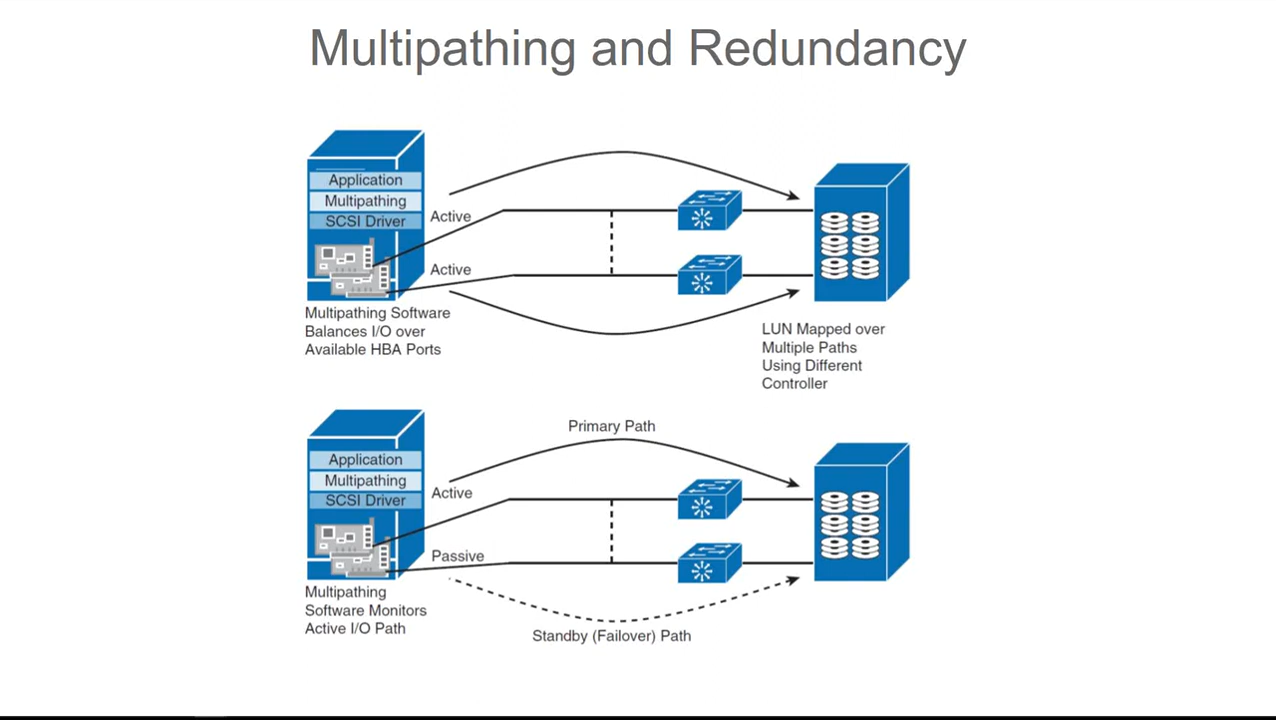 Multipathing and Redundancy
Application
Multipathing
SCSI Driver
Active
Active
Multipathing Software
Balances I/O over
Available HBA Ports
LUN Mapped over
Multiple Paths
Using Different
Controller
Primary Path
Application
Multipathing
SCSI Driver
Active
Passive
Multipathing
Software Monitors
Active I/O Path
Standby (Failover) Path